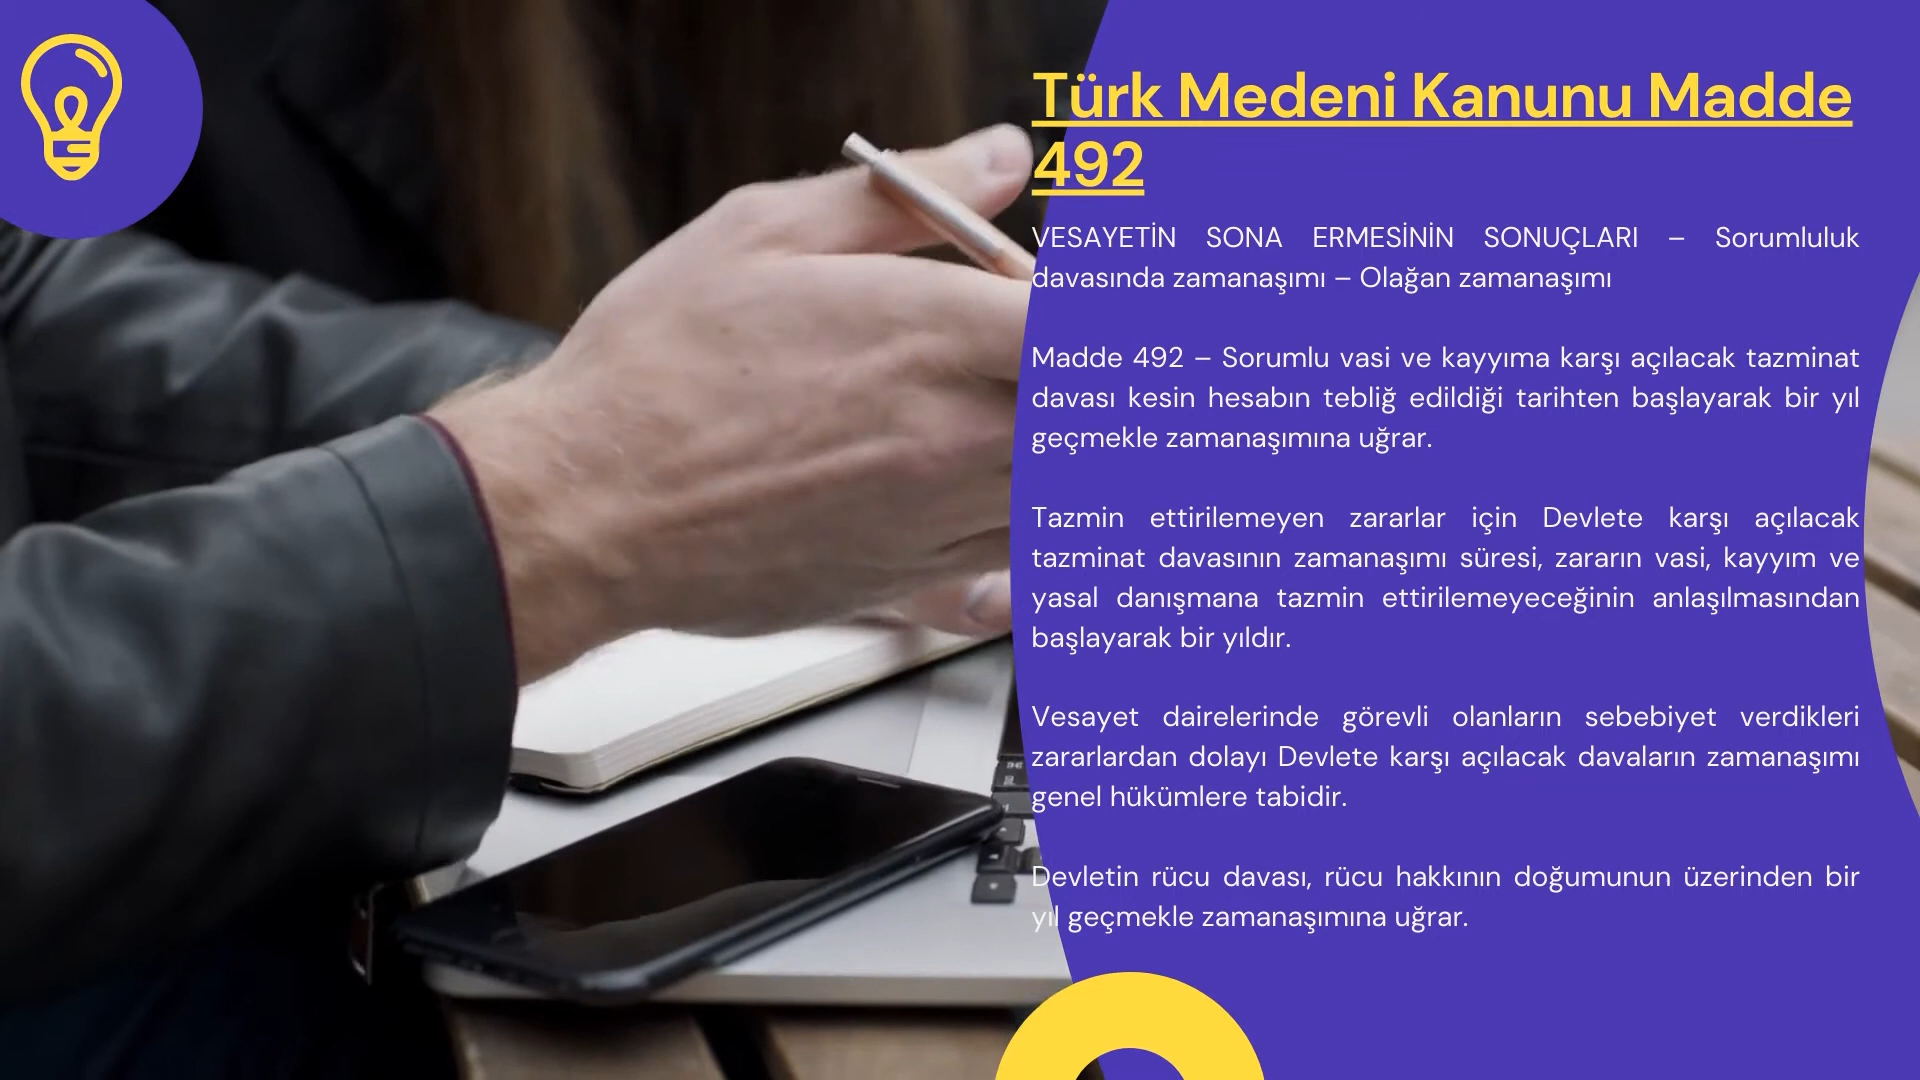 Türk Medeni Kanunu Madde
492
VESAYETİN SONA ERMESİNİN SONUÇLARI – Sorumluluk
davasında zamanaşımı – Olağan zamanaşımı
Madde 492 – Sorumlu vasi ve kayyıma karşı açılacak tazminat
davası kesin hesabın tebliğ edildiği tarihten başlayarak bir yıl
geçmekle zamanaşımına uğrar.
Tazmin ettirilemeyen zararlar için Devlete karşı açılacak
tazminat davasının zamanaşımı süresi, zararın vasi, kayyım ve
yasal danışmana tazmin ettirilemeyeceğinin anlaşılmasından
başlayarak bir yıldır.
Vesayet dairelerinde görevli olanların sebebiyet verdikleri
zararlardan dolayı Devlete karşı açılacak davaların zamanaşımı
genel hükümlere tabidir.
Devletin rücu davası, rücu hakkının doğumunun üzerinden bir
yıl geçmekle zamanaşımına uğrar.